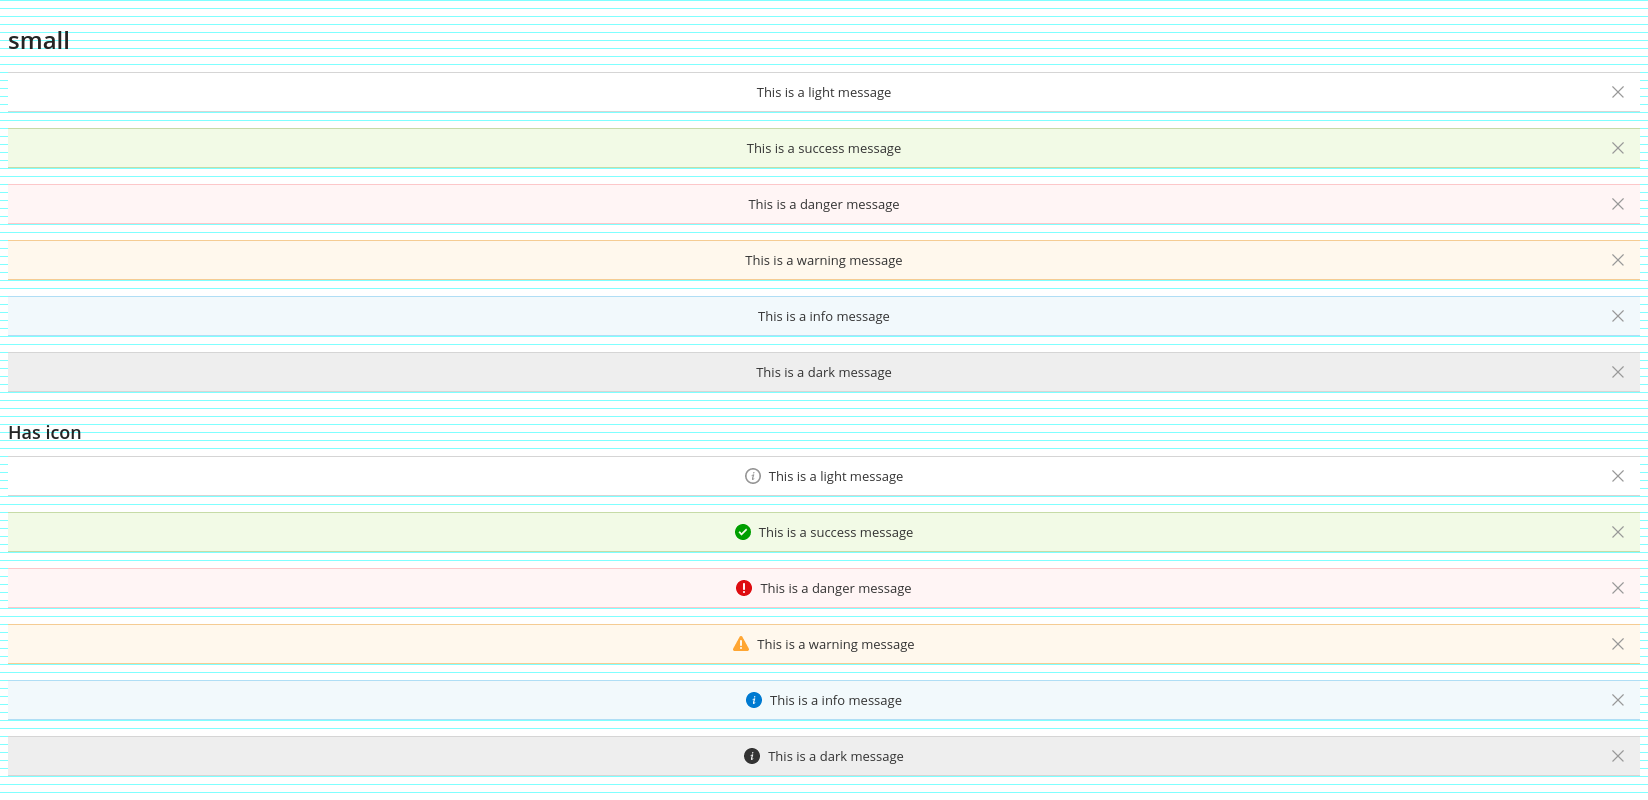 small
This is a light message
This is a success message
This is a danger message
This is a warning message
This is a info message
This is a dark message
Has icon
This is a light message
This is a success message
This is a danger message
This is a warning message
This is a info message
This is a dark message